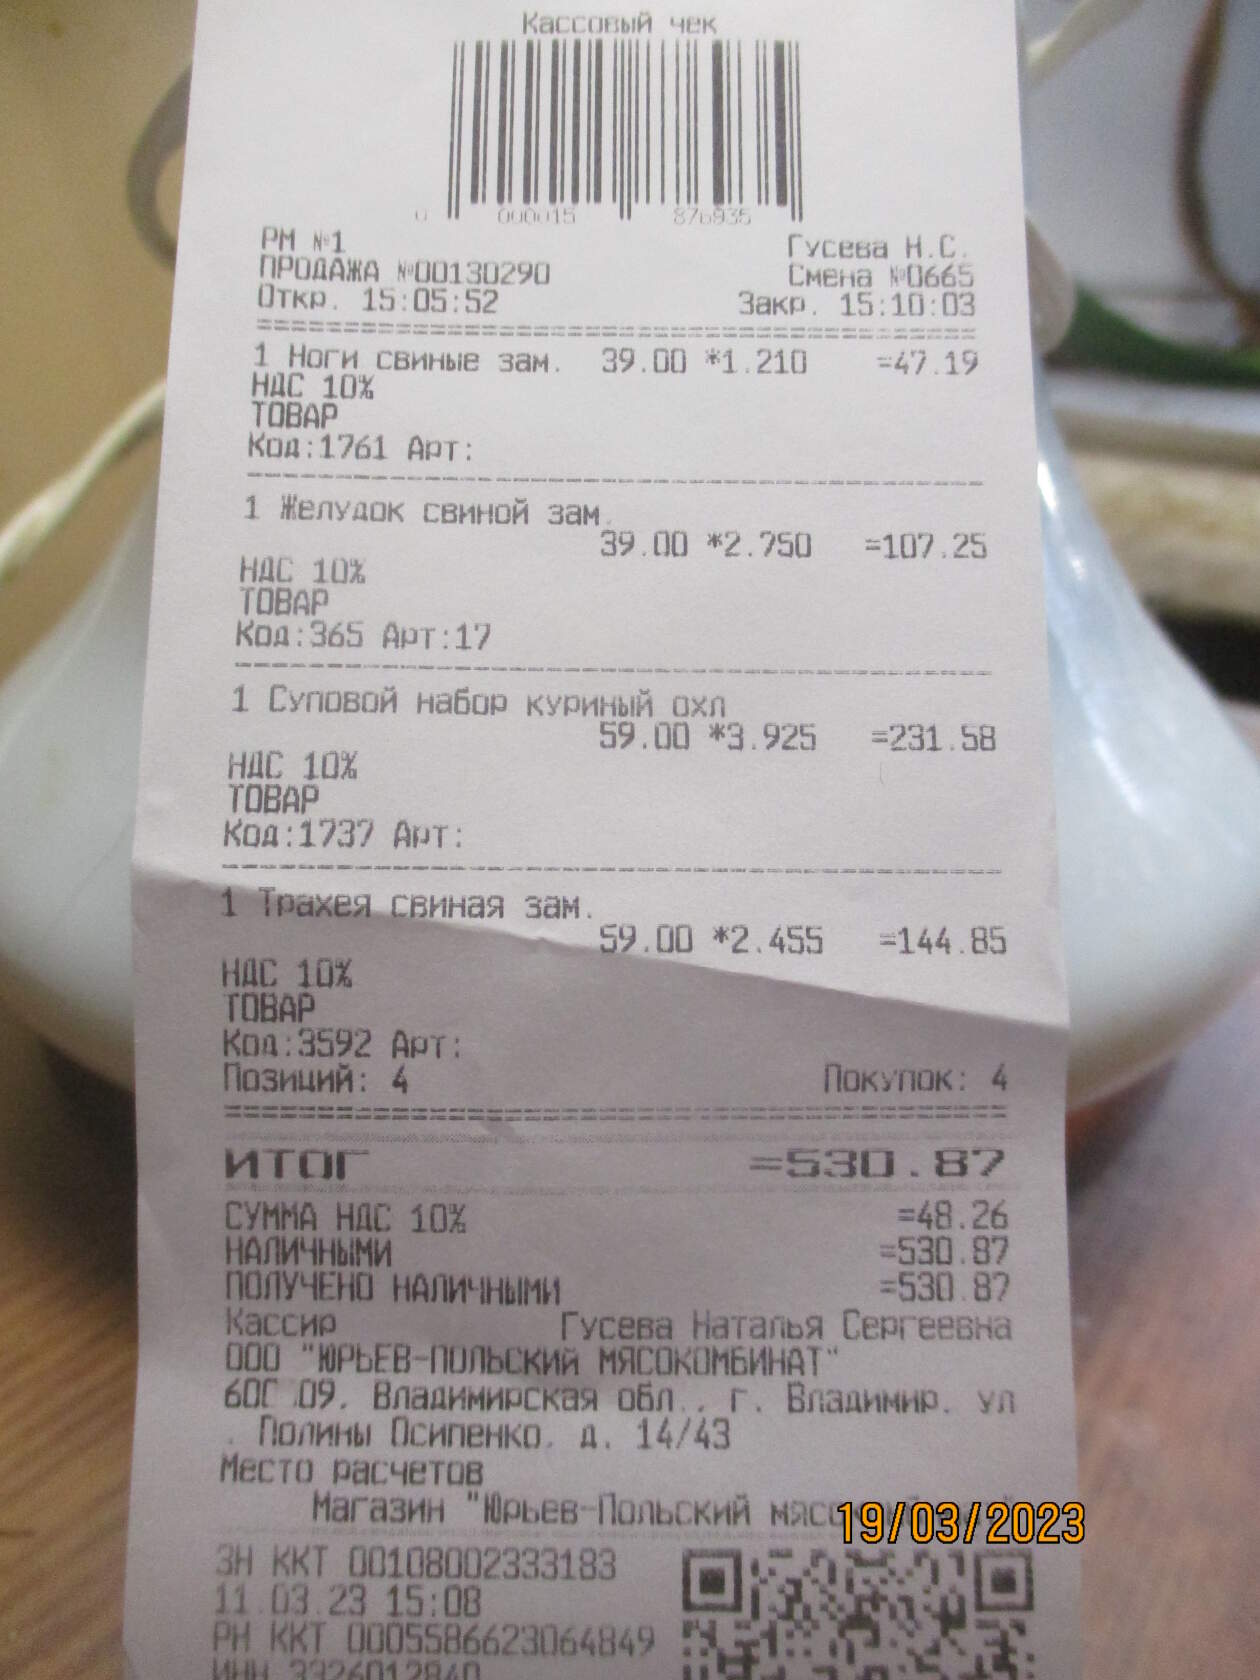 Кассовый чек
0 000015 876935
РМ №1 Гусева Н.С.
ПРОДАЖА №00130290 Смена №0665
Откр. 15:05:52 Закр. 15:10:03
1 Ноги свиные зам. 39.00 *1.210 =47.19
НДС 10%
ТОВАР
Код:1761 Арт:
1 Желудок свиной зам.
39.00 *2.750 =107.25
НДС 10%
ТОВАР
Код:365 Арт:17
1 Суповой набор куриный охл
59.00 *3.925 =231.58
НДС 10%
ТОВАР
Код:1737 Арт:
1 Трахея свиная зам.
59.00 *2.455 =144.85
НДС 10%
ТОВАР
Код:3592 Арт:
Позиций: 4 Покупок: 4
ИТОГ =530.87
СУММА НДС 10% =48.26
НАЛИЧНЫМИ =530.87
ПОЛУЧЕНО НАЛИЧНЫМИ =530.87
Кассир Гусева Наталья Сергеевна
ООО "ЮРЬЕВ-ПОЛЬСКИЙ МЯСОКОМБИНАТ"
Владимирская обл., г. Владимир, ул
. Полины Осипенко, д. 14/43
Место расчетов
Магазин "Юрьев-Польский
19/03/2023
ЗН ККТ 00108002333183
11.03.23 15:08
РН ККТ 0005586623064849
ИНН 3326012840